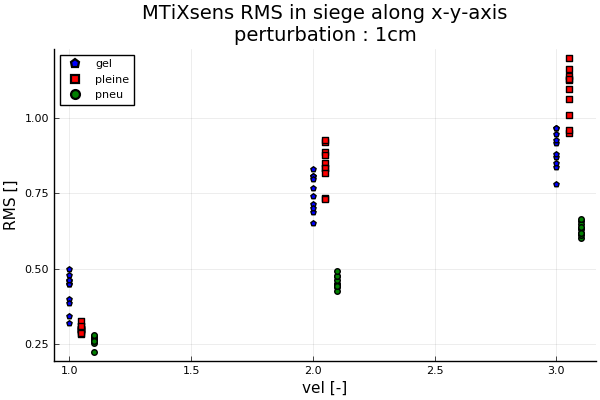 MTiXsens RMS in siege along x-y-axis
perturbation : 1cm
gel
pleine
pneu
RMS []
1.00
0.75
0.50
0.25
1.0 1.5 2.0 2.5 3.0
vel [-]